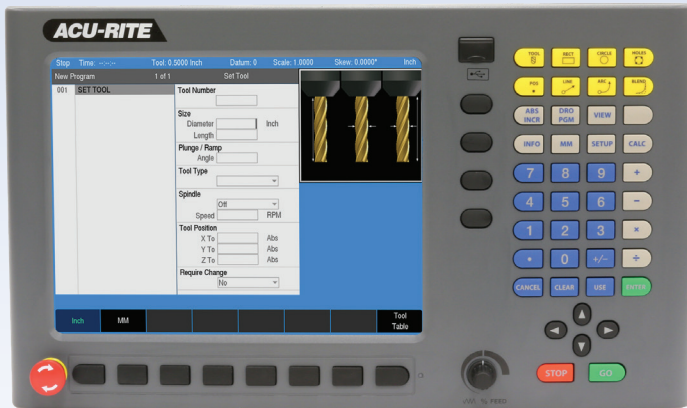 ACU-RITE
Stop Time: --:--:-- Tool: 0.5000 Inch Datum: 0 Scale: 1.0000 Skew: 0.0000° Inch
New Program 1 of 1 Set Tool
001 SET TOOL
Tool Number
Size
Diameter Inch
Length
Plunge / Ramp
Angle
Tool Type
Spindle
Off
Speed RPM
Tool Position
X To Abs
Y To Abs
Z To Abs
Require Change
No
Inch MM Tool Table
TOOL RECT CIRCLE HOLES
POS LINE ARC BLEND
ABS INCR DRO PGM VIEW
INFO MM SETUP CALC
7 8 9 +
4 5 6 −
1 2 3 ×
• 0 +/− ÷
CANCEL CLEAR USE ENTER
STOP GO
% FEED